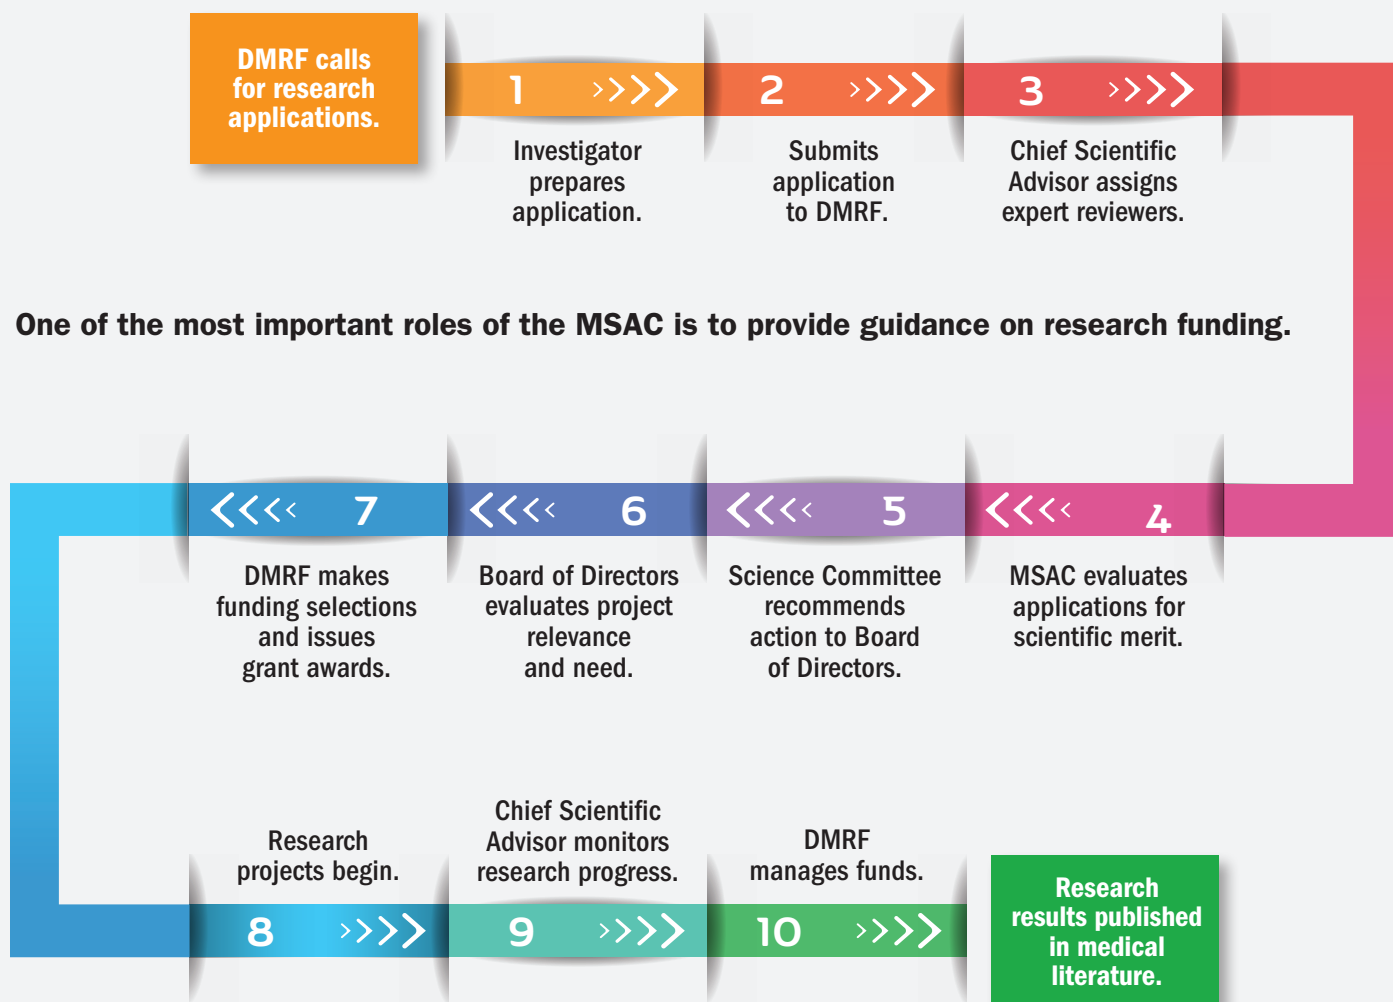 DMRF calls
for research
applications.
1
2
3
Investigator
prepares
application.
Submits
application
to DMRF.
Chief Scientific
Advisor assigns
expert reviewers.
One of the most important roles of the MSAC is to provide guidance on research funding.
4
MSAC evaluates
applications for
scientific merit.
5
Science Committee
recommends
action to Board
of Directors.
6
Board of Directors
evaluates project
relevance
and need.
7
DMRF makes
funding selections
and issues
grant awards.
Research
projects begin.
8
Chief Scientific
Advisor monitors
research progress.
9
DMRF
manages funds.
10
Research
results published
in medical
literature.